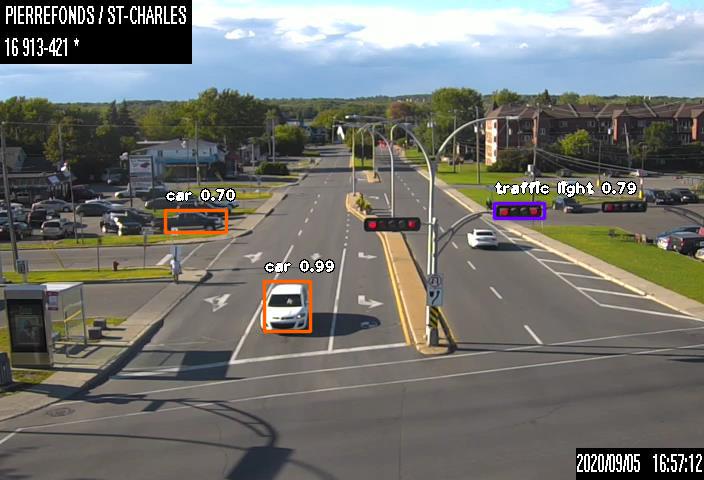 PIERREFONDS / ST-CHARLES
16 913-421 *
car 0.70
traffic light 0.79
car 0.99
2020/09/05 16:57:12